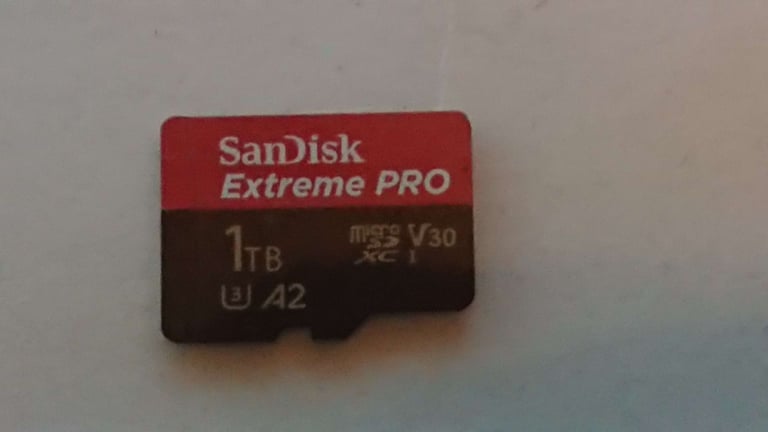 SanDisk
Extreme PRO
1TB
micro SD XC I V30
U3 A2